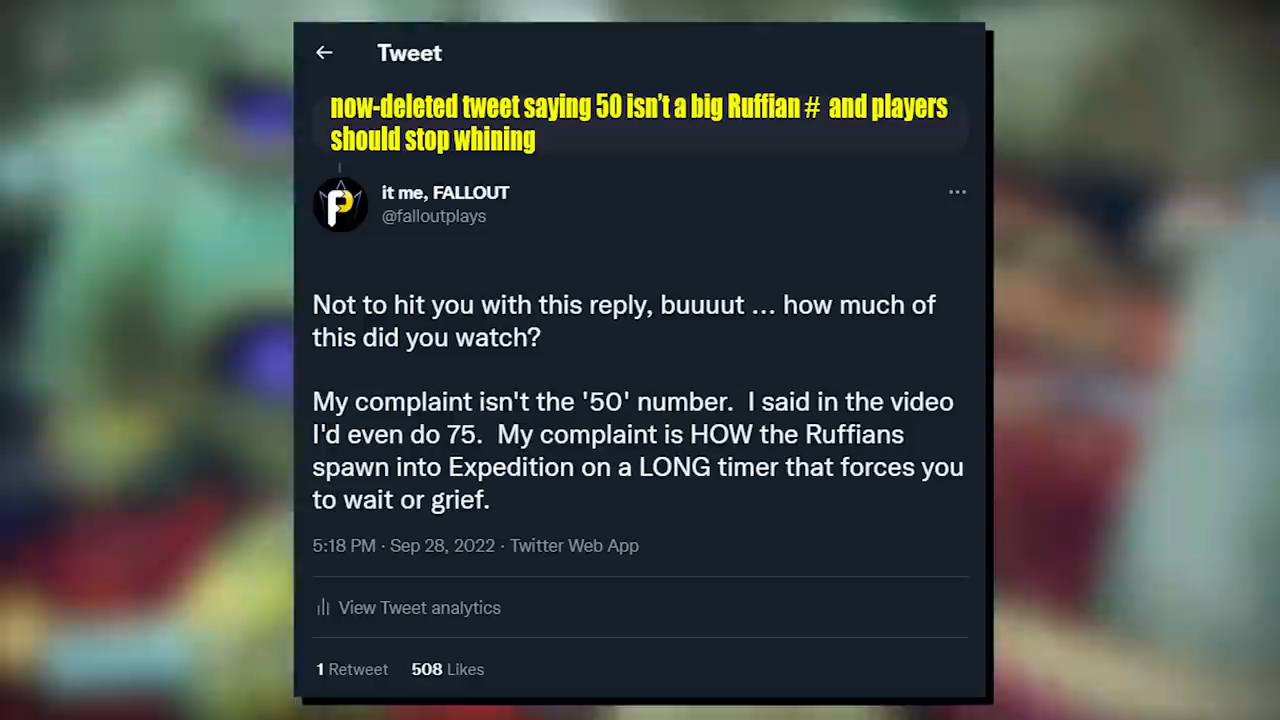 Tweet
now-deleted tweet saying 50 isn't a big Ruffian # and players
should stop whining
it me, FALLOUT
@falloutplays
Not to hit you with this reply, buuuut ... how much of
this did you watch?
My complaint isn't the '50' number.  I said in the video
I'd even do 75.  My complaint is HOW the Ruffians
spawn into Expedition on a LONG timer that forces you
to wait or grief.
5:18 PM · Sep 28, 2022 · Twitter Web App
View Tweet analytics
1 Retweet 508 Likes